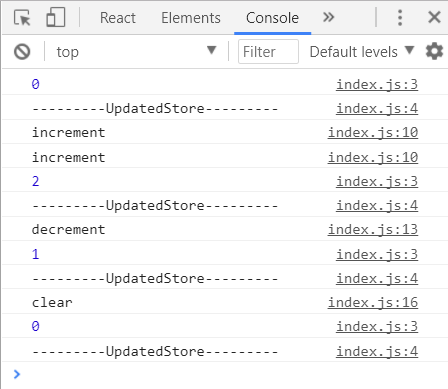 React Elements Console »
top Filter Default levels
0 index.js:3
---------UpdatedStore--------- index.js:4
increment index.js:10
increment index.js:10
2 index.js:3
---------UpdatedStore--------- index.js:4
decrement index.js:13
1 index.js:3
---------UpdatedStore--------- index.js:4
clear index.js:16
0 index.js:3
---------UpdatedStore--------- index.js:4